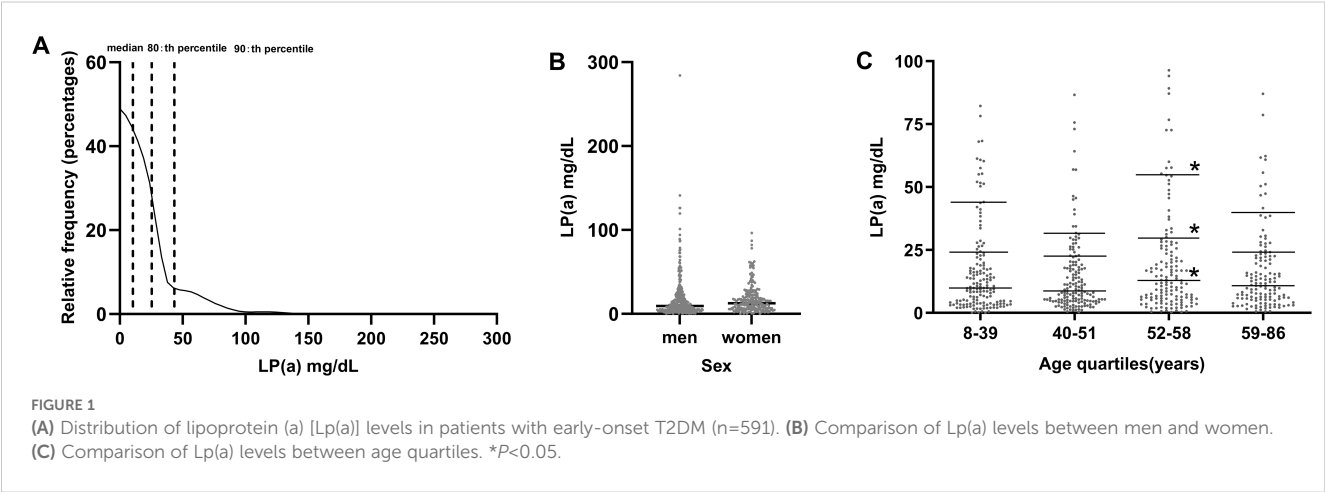 A
median 80:th percentile 90:th percentile
Relative frequency (percentages)
60
40
20
0
0 50 100 150 200 250 300
LP(a) mg/dL
B
LP(a) mg/dL
300
200
100
0
men women
Sex
C
LP(a) mg/dL
100
75
50
25
0
*
*
*
8-39 40-51 52-58 59-86
Age quartiles(years)
FIGURE 1
(A) Distribution of lipoprotein (a) [Lp(a)] levels in patients with early-onset T2DM (n=591). (B) Comparison of Lp(a) levels between men and women.
(C) Comparison of Lp(a) levels between age quartiles. *P<0.05.